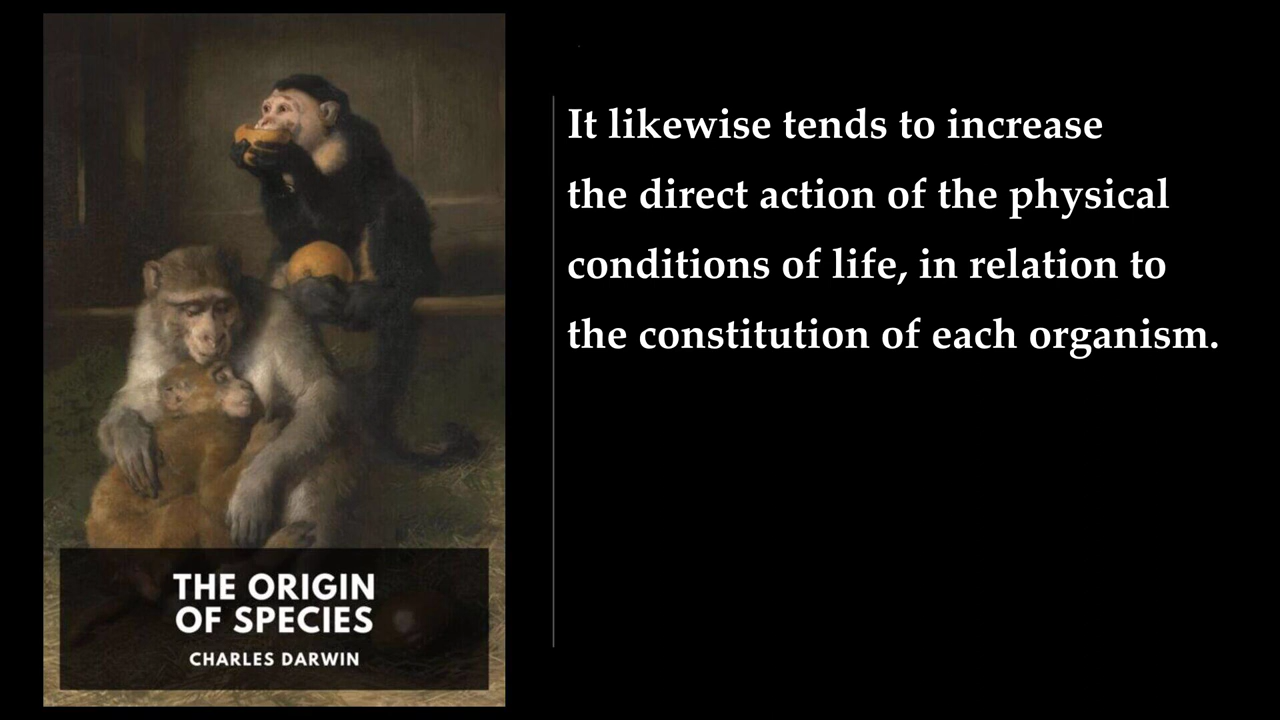 It likewise tends to increase
the direct action of the physical
conditions of life, in relation to
the constitution of each organism.
THE ORIGIN
OF SPECIES
CHARLES DARWIN